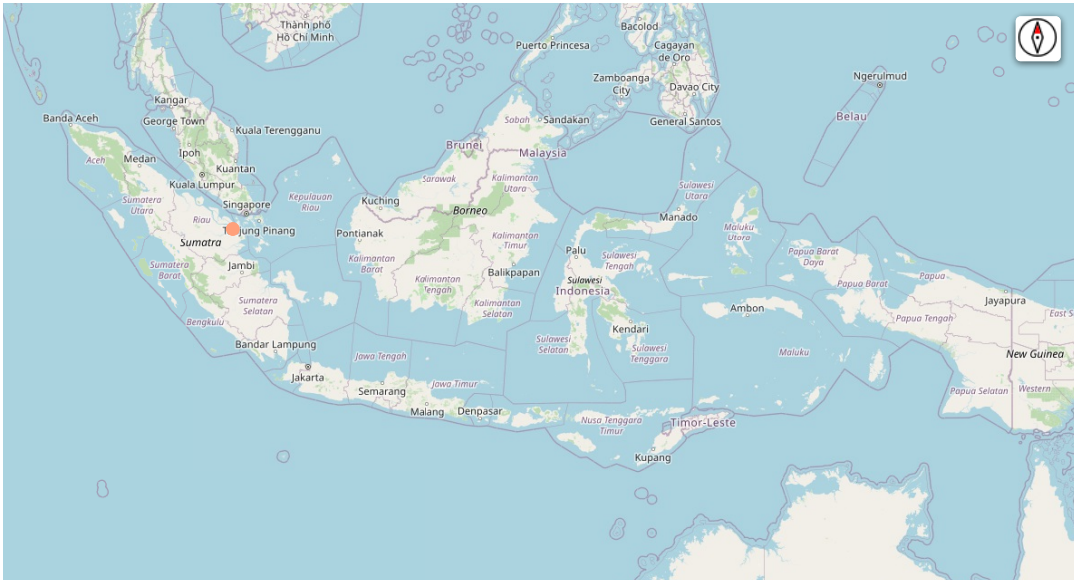 Thành phố
Hồ Chí Minh
Bacolod
Puerto Princesa
Cagayan
de Oro
Zamboanga
City
Davao City
Ngerulmud
Kangar
Banda Aceh
George Town
Kuala Terengganu
Sabah
Sandakan
General Santos
Belau
Ipoh
Brunei
Malaysia
Aceh
Medan
Kuantan
Kuala Lumpur
Sarawak
Kalimantan
Utara
Sulawesi
Utara
Sumatera
Utara
Singapore
Kepulauan
Riau
Kuching
Borneo
Manado
Riau
Tanjung Pinang
Pontianak
Maluku
Utara
Sumatra
Kalimantan
Timur
Palu
Sulawesi
Tengah
Papua Barat
Daya
Sumatera
Barat
Jambi
Kalimantan
Barat
Balikpapan
Kalimantan
Tengah
Sulawesi
Indonesia
Papua Barat
Papua
Sumatera
Selatan
Kalimantan
Selatan
Ambon
Jayapura
Bengkulu
Kendari
Papua Tengah
East S
Bandar Lampung
Sulawesi
Selatan
Sulawesi
Tenggara
Jawa Tengah
Maluku
New Guinea
Jakarta
Semarang
Jawa Timur
Papua Selatan
Western
Malang
Denpasar
Nusa Tenggara
Timur
Timor-Leste
Kupang